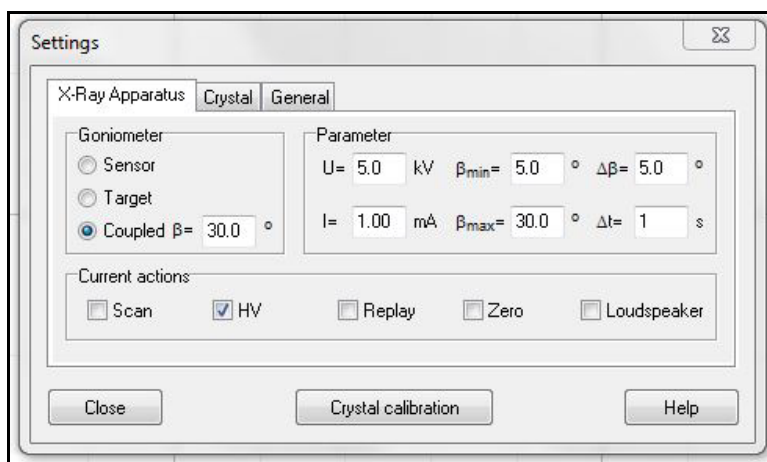 Settings
X-Ray Apparatus Crystal General
Goniometer
Sensor
Target
Coupled β= 30.0 °
Parameter
U= 5.0 kV βmin= 5.0 ° Δβ= 5.0 °
I= 1.00 mA βmax= 30.0 ° Δt= 1 s
Current actions
Scan HV Replay Zero Loudspeaker
Close Crystal calibration Help